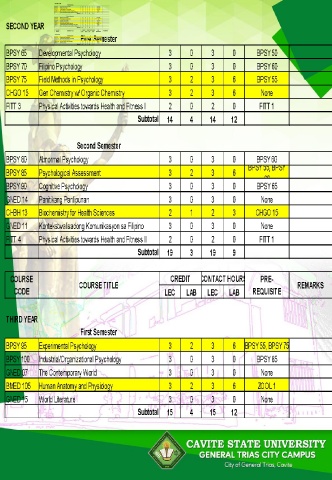 SECOND YEAR
First Semester
BPSY 65 Developmental Psychology 3 0 3 0 BPSY 50
BPSY 70 Filipino Psychology 3 0 3 0 BPSY 60
BPSY 75 Field Methods in Psychology 3 2 3 6 BPSY 55
CHGO 15 Gen Chemistry w/ Organic Chemistry 3 2 3 6 None
FITT 3 Physical Activities towards Health and Fitness I 2 0 2 0 FITT 1
Subtotal 14 4 14 12
Second Semester
BPSY 80 Abnormal Psychology 3 0 3 0 BPSY 60
BPSY 85 Psychological Assessment 3 2 3 6 BPSY 55, BPSY
BPSY 90 Cognitive Psychology 3 0 3 0 BPSY 65
GNED 14 Panitikang Panlipunan 3 0 3 0 None
CHBH 13 Biochemistry for Health Sciences 2 1 2 3 CHGO 15
GNED 11 Kontekstwalisadong Komunikasyon sa Filipino 3 0 3 0 None
FITT 4 Physical Activities towards Health and Fitness II 2 0 2 0 FITT 1
Subtotal 19 3 19 9
COURSE CODE COURSE TITLE CREDIT CONTACT HOURS PRE-REQUISITE REMARKS
LEC LAB LEC LAB
THIRD YEAR
First Semester
BPSY 95 Experimental Psychology 3 2 3 6 BPSY 55, BPSY 75
BPSY 100 Industrial/Organizational Psychology 3 0 3 0 BPSY 65
GNED 07 The Contemporary World 3 0 3 0 None
BMED 105 Human Anatomy and Physiology 3 2 3 6 ZOOL 1
GNED 15 World Literature 3 0 3 0 None
Subtotal 15 4 15 12
CAVITE STATE UNIVERSITY
GENERAL TRIAS CITY CAMPUS
City of General Trias, Cavite